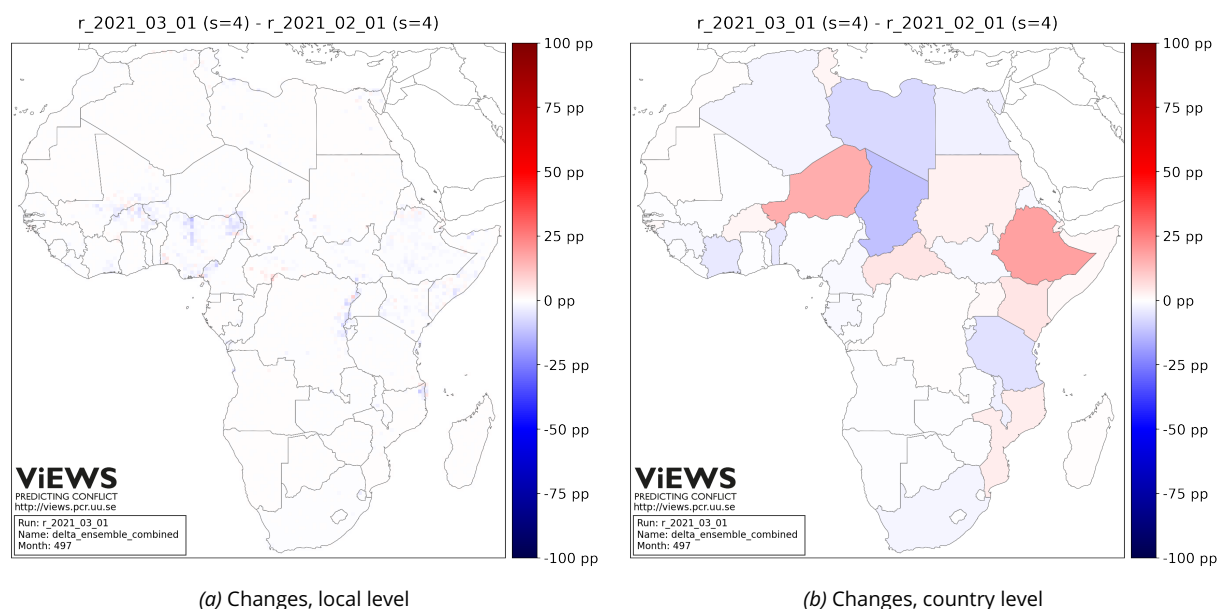 r_2021_03_01 (s=4) - r_2021_02_01 (s=4)
100 pp
75 pp
50 pp
25 pp
0 pp
-25 pp
-50 pp
-75 pp
-100 pp
ViEWS
PREDICTING CONFLICT
http://views.pcr.uu.se
Run: r_2021_03_01
Name: delta_ensemble_combined
Month: 497
(a) Changes, local level
r_2021_03_01 (s=4) - r_2021_02_01 (s=4)
100 pp
75 pp
50 pp
25 pp
0 pp
-25 pp
-50 pp
-75 pp
-100 pp
ViEWS
PREDICTING CONFLICT
http://views.pcr.uu.se
Run: r_2021_03_01
Name: delta_ensemble_combined
Month: 497
(b) Changes, country level